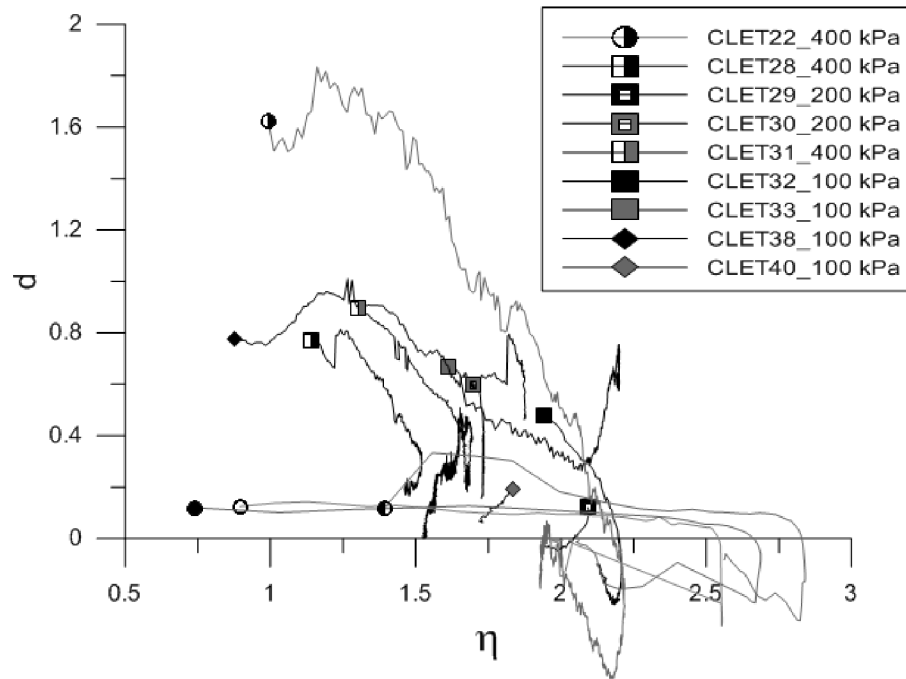 2
1.6
1.2
0.8
0.4
0
d
0.5
1
1.5
2
2.5
3
η
CLET22_400 kPa
CLET28_400 kPa
CLET29_200 kPa
CLET30_200 kPa
CLET31_400 kPa
CLET32_100 kPa
CLET33_100 kPa
CLET38_100 kPa
CLET40_100 kPa